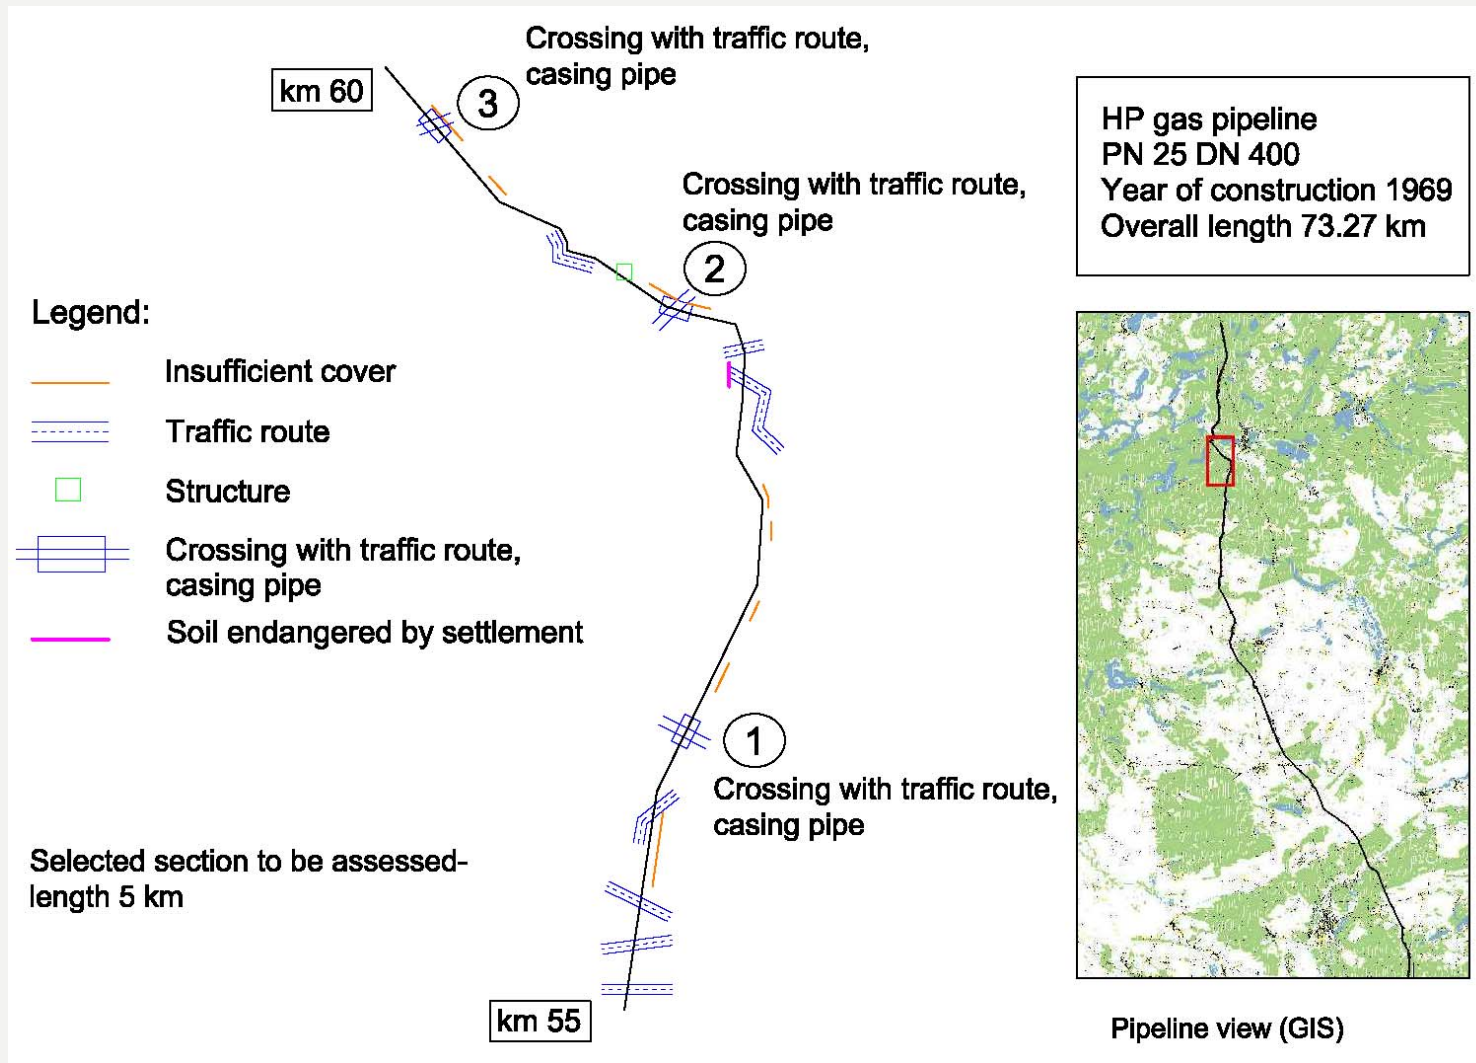 Crossing with traffic route,
casing pipe
km 60
3
HP gas pipeline
PN 25 DN 400
Year of construction 1969
Overall length 73.27 km
Crossing with traffic route,
casing pipe
2
Legend:
Insufficient cover
Traffic route
Structure
Crossing with traffic route,
casing pipe
Soil endangered by settlement
1
Crossing with traffic route,
casing pipe
Selected section to be assessed-
length 5 km
km 55
Pipeline view (GIS)